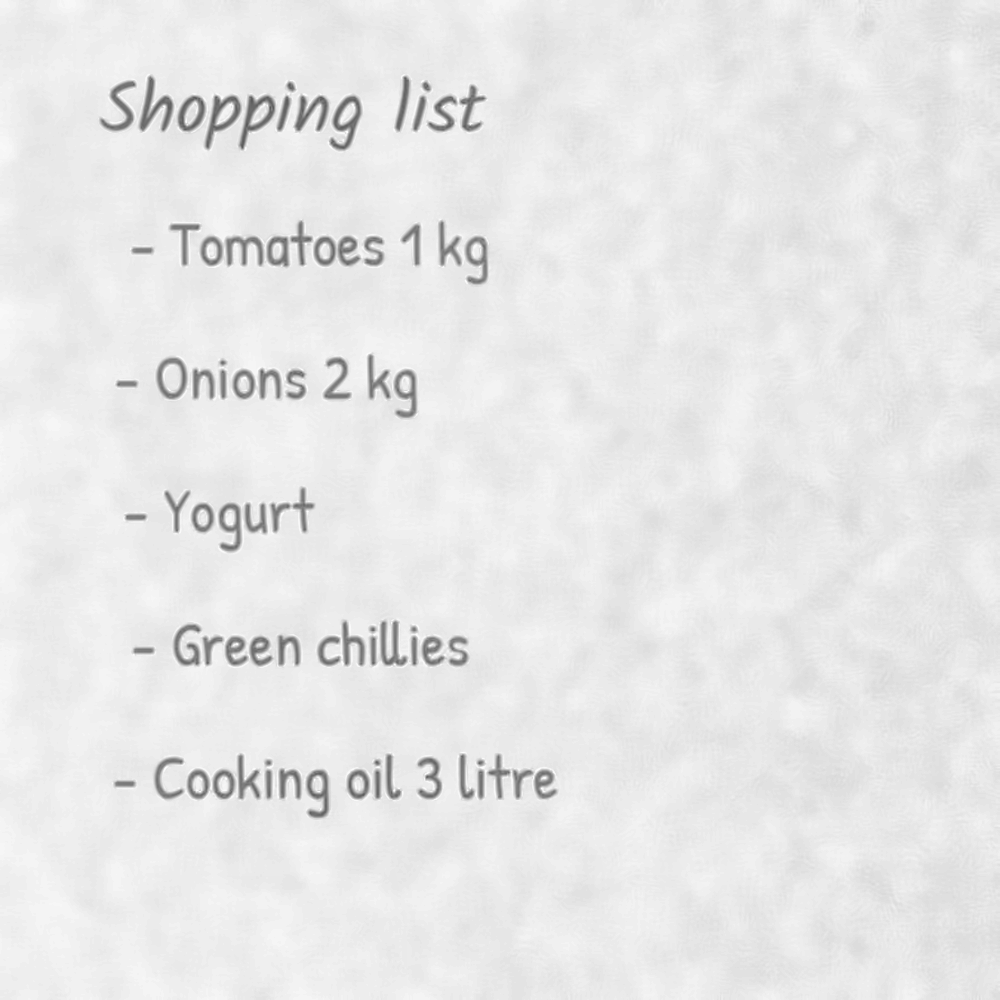 Shopping list
- Tomatoes 1 kg
- Onions 2 kg
- Yogurt
- Green chillies
- Cooking oil 3 litre